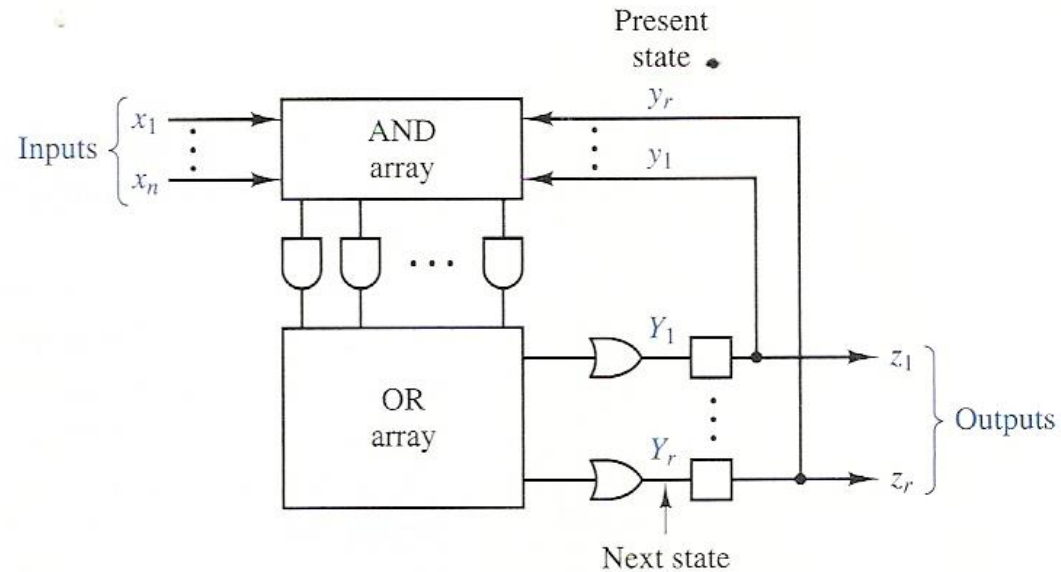 Present
state
Inputs
x₁
xₙ
AND
array
yᵣ
y₁
Y₁
z₁
OR
array
Outputs
Yᵣ
zᵣ
Next state